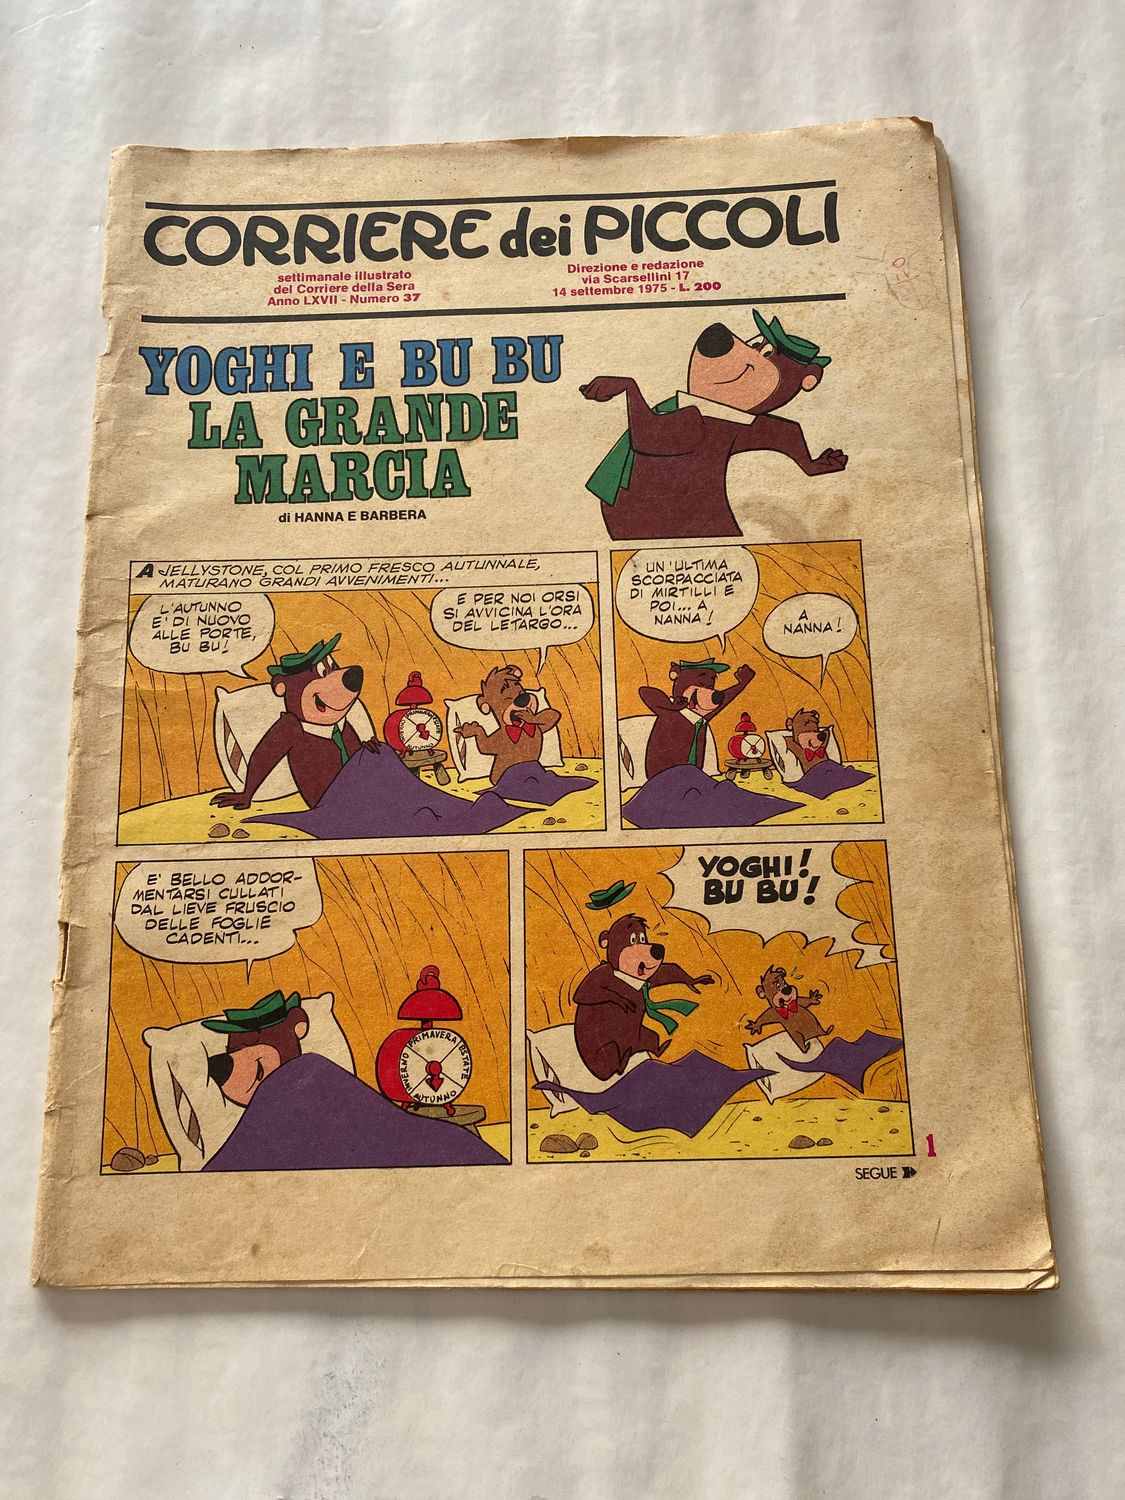 CORRIERE dei PICCOLI
settimanale illustrato
del Corriere della Sera
Anno LXVII - Numero 37
Direzione e redazione
via Scarsellini 17
14 settembre 1975 - L. 200
YOGHI E BU BU
LA GRANDE
MARCIA
di HANNA E BARBERA
A JELLYSTONE, COL PRIMO FRESCO AUTUNNALE,
MATURANO GRANDI AVVENIMENTI...
L'AUTUNNO
E' DI NUOVO
ALLE PORTE,
BU BU!
E PER NOI ORSI
SI AVVICINA L'ORA
DEL LETARGO...
PRIMAVERA
AUTUNNO
UN'ULTIMA
SCORPACCIATA
DI MIRTILLI E
POI... A
NANNA!
A
NANNA!
E' BELLO ADDOR-
MENTARSI CULLATI
DAL LIEVE FRUSCIO
DELLE FOGLIE
CADENTI...
INVERNO PRIMAVERA ESTATE
AUTUNNO
YOGHI!
BU BU!
1
SEGUE